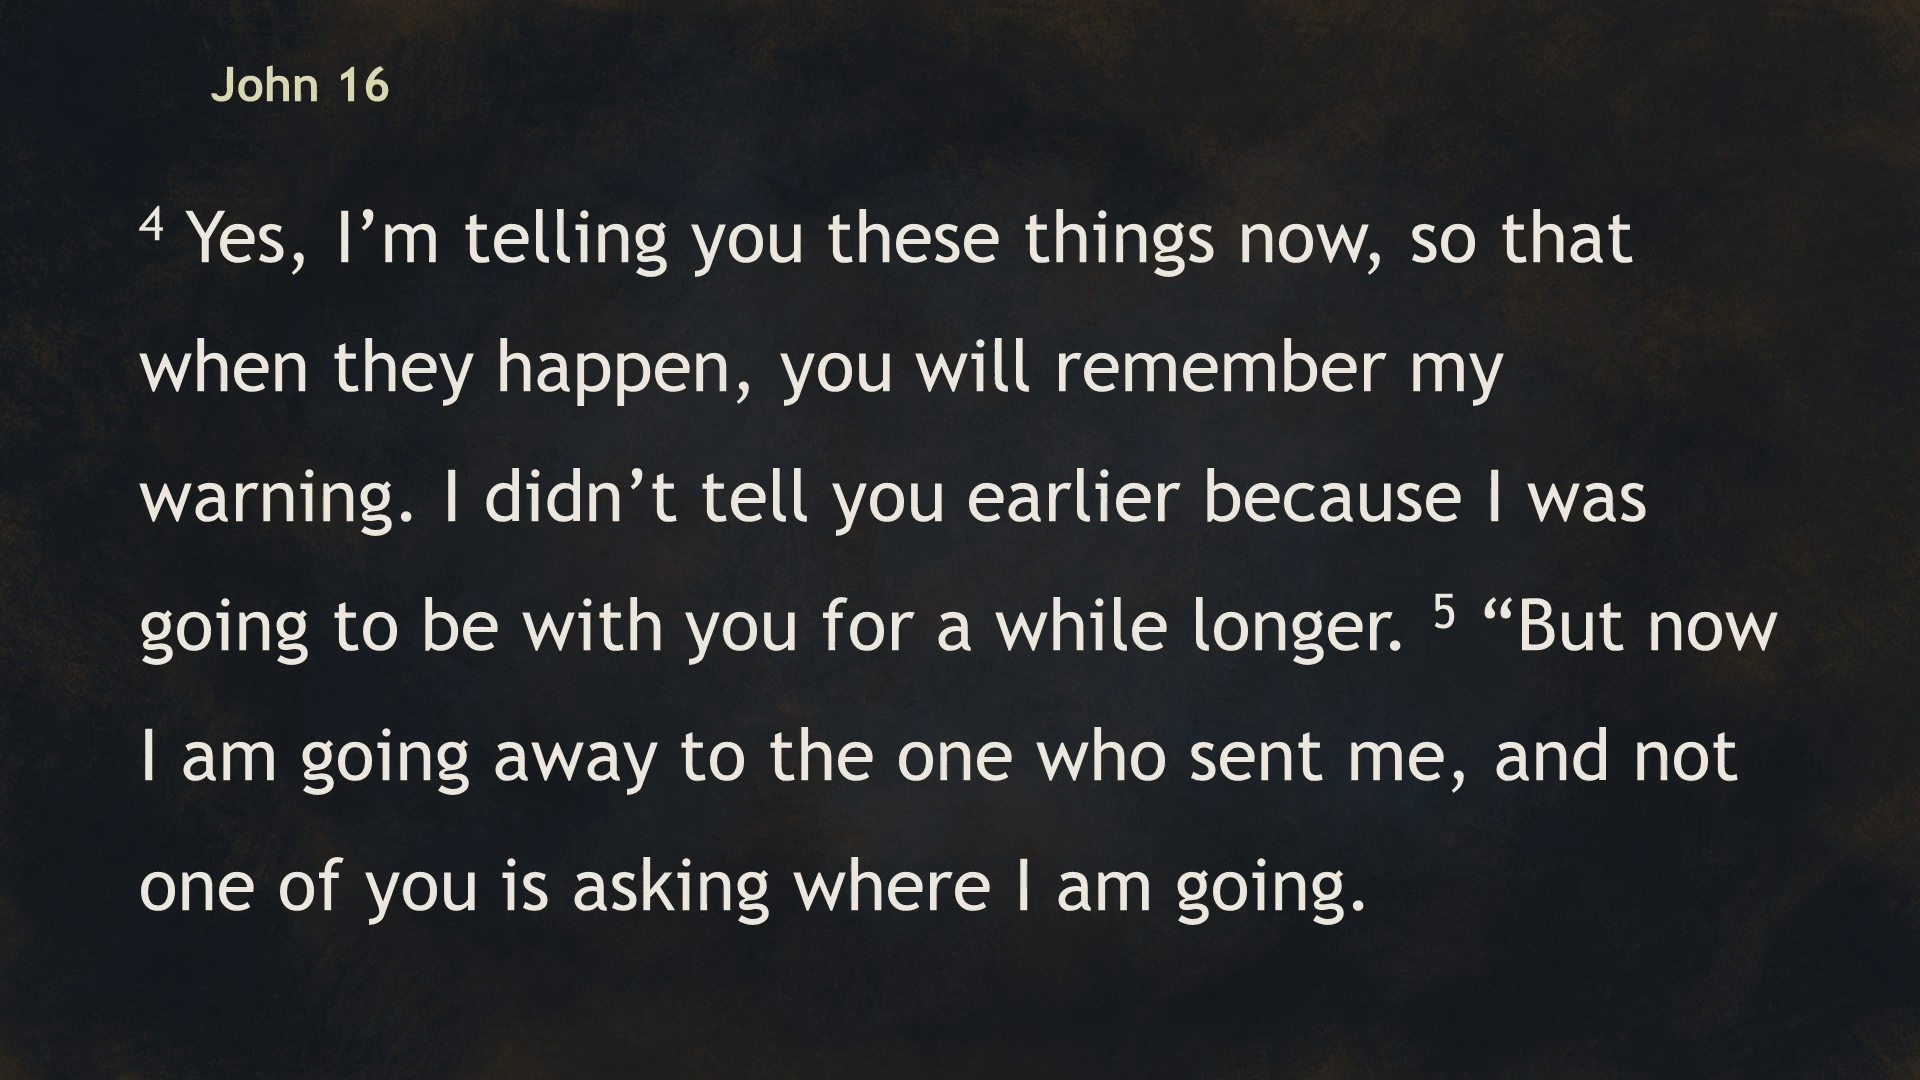 John 16
4 Yes, I’m telling you these things now, so that
when they happen, you will remember my
warning. I didn’t tell you earlier because I was
going to be with you for a while longer. 5 “But now
I am going away to the one who sent me, and not
one of you is asking where I am going.